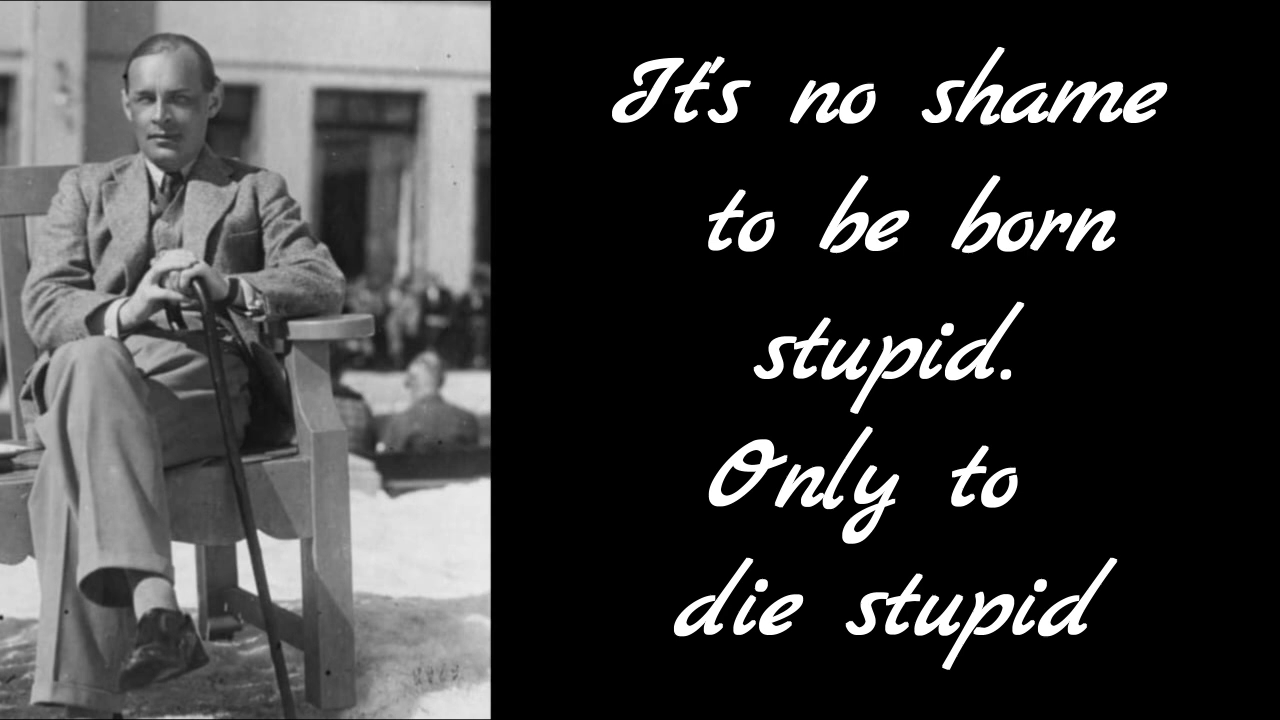 It's no shame
to be born
stupid.
Only to
die stupid